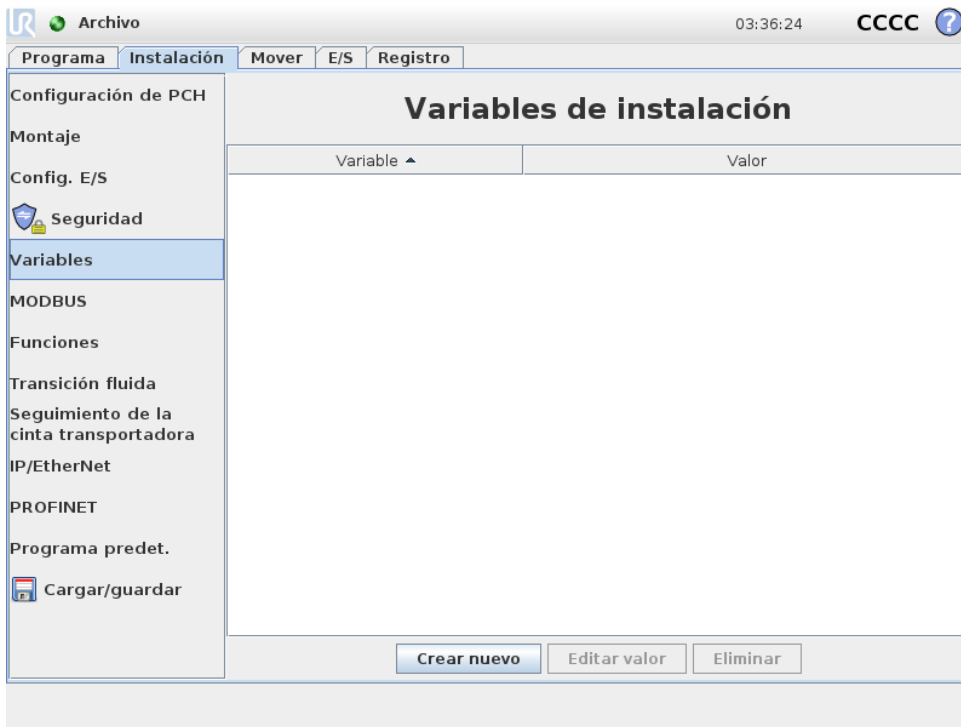 UR Archivo 03:36:24 CCCC ?
Programa Instalación Mover E/S Registro
Configuración de PCH
Montaje
Config. E/S
Seguridad
Variables
MODBUS
Funciones
Transición fluida
Seguimiento de la
cinta transportadora
IP/EtherNet
PROFINET
Programa predet.
Cargar/guardar
Variables de instalación
Variable Valor
Crear nuevo Editar valor Eliminar